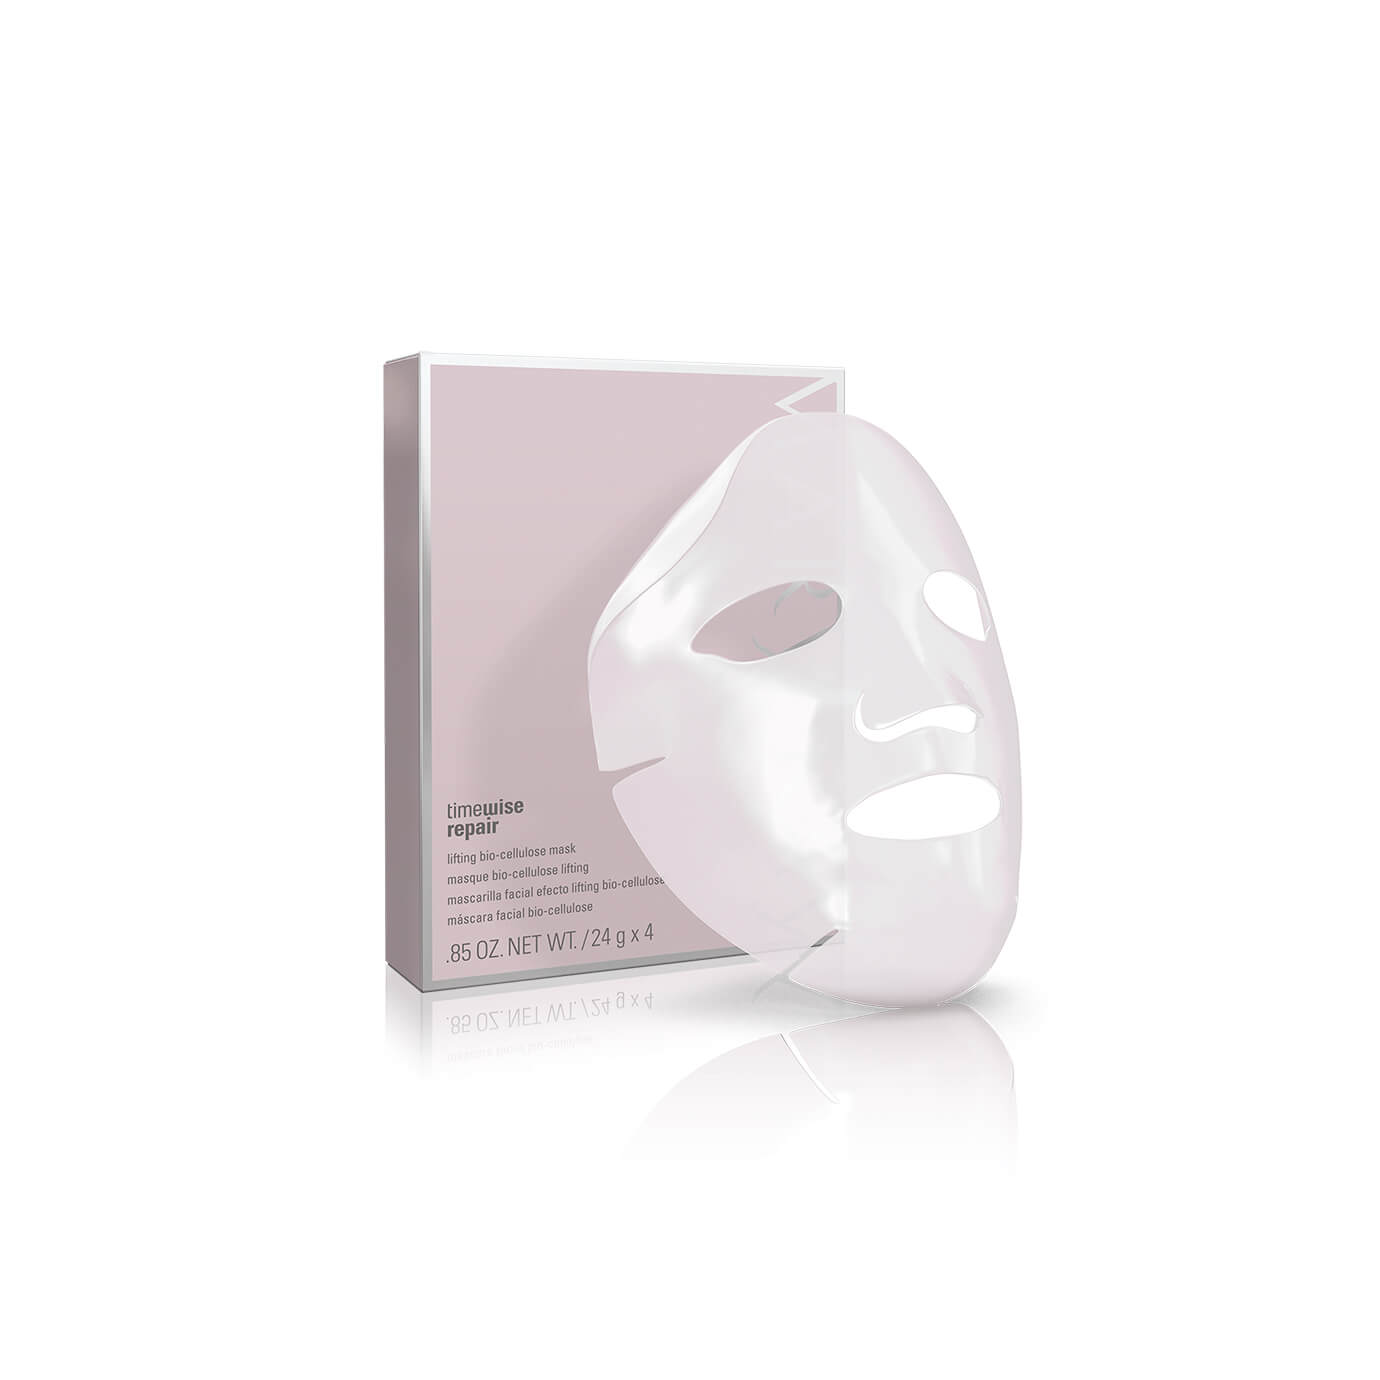 timewise
repair
lifting bio-cellulose mask
masque bio-cellulose lifting
mascarilla facial efecto lifting bio-cellulose
máscara facial bio-cellulose
.85 OZ. NET WT. / 24 g x 4